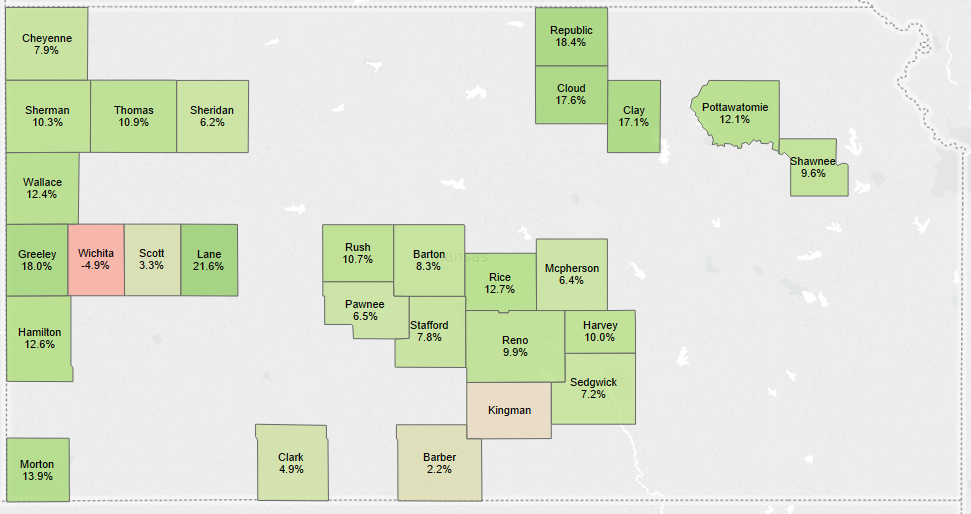 Cheyenne
7.9%
Republic
18.4%
Cloud
17.6%
Clay
17.1%
Pottawatomie
12.1%
Shawnee
9.6%
Sherman
10.3%
Thomas
10.9%
Sheridan
6.2%
Wallace
12.4%
Greeley
18.0%
Wichita
-4.9%
Scott
3.3%
Lane
21.6%
Rush
10.7%
Barton
8.3%
Rice
12.7%
Mcpherson
6.4%
Pawnee
6.5%
Stafford
7.8%
Reno
9.9%
Harvey
10.0%
Hamilton
12.6%
Sedgwick
7.2%
Kingman
Morton
13.9%
Clark
4.9%
Barber
2.2%